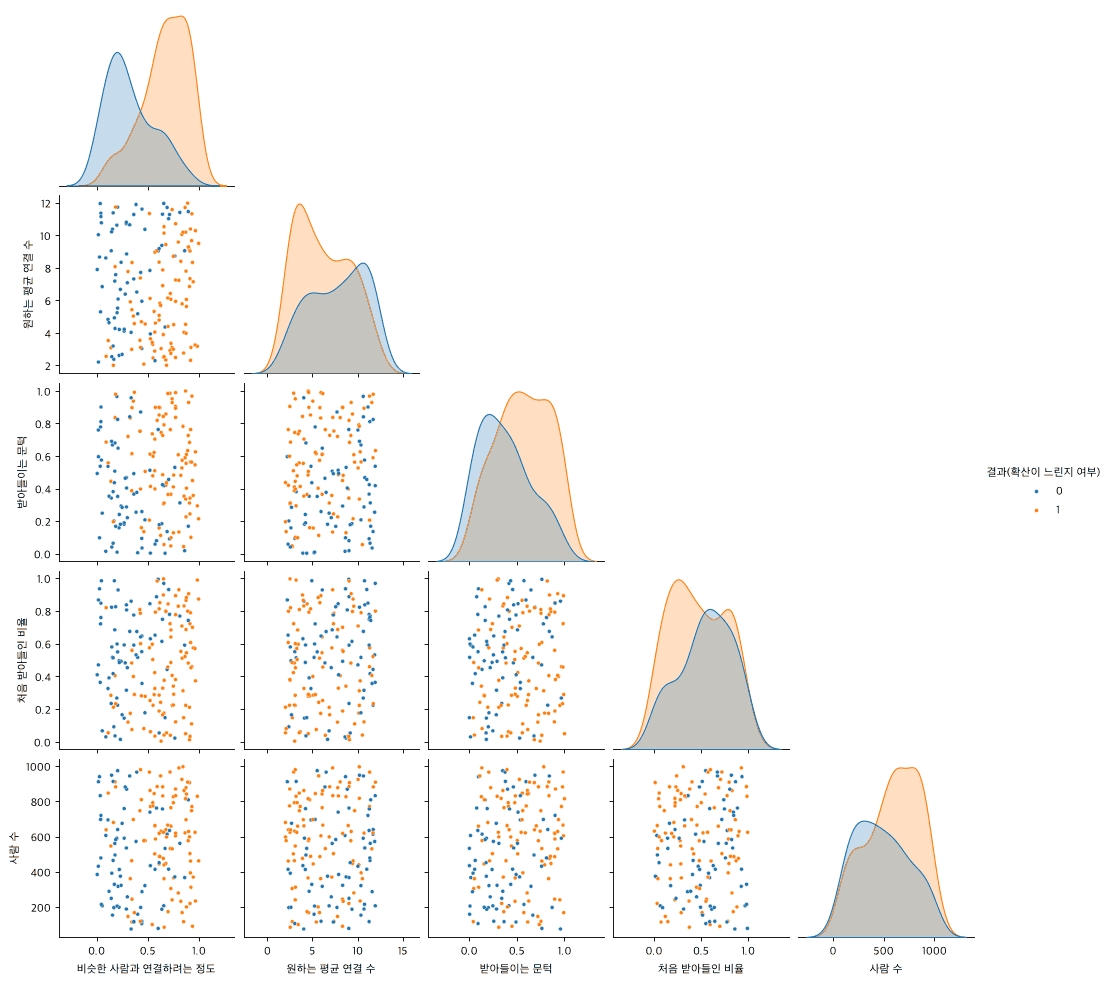 원하는 평균 연결 수
12
10
8
6
4
2
받아들이는 문턱
1.0
0.8
0.6
0.4
0.2
0.0
결과(확산이 느린지 여부)
0
1
처음 받아들인 비율
1.0
0.8
0.6
0.4
0.2
0.0
사람 수
1000
800
600
400
200
0.0 0.5 1.0
비슷한 사람과 연결하려는 정도
0 5 10 15
원하는 평균 연결 수
0.0 0.5 1.0
받아들이는 문턱
0.0 0.5 1.0
처음 받아들인 비율
0 500 1000
사람 수